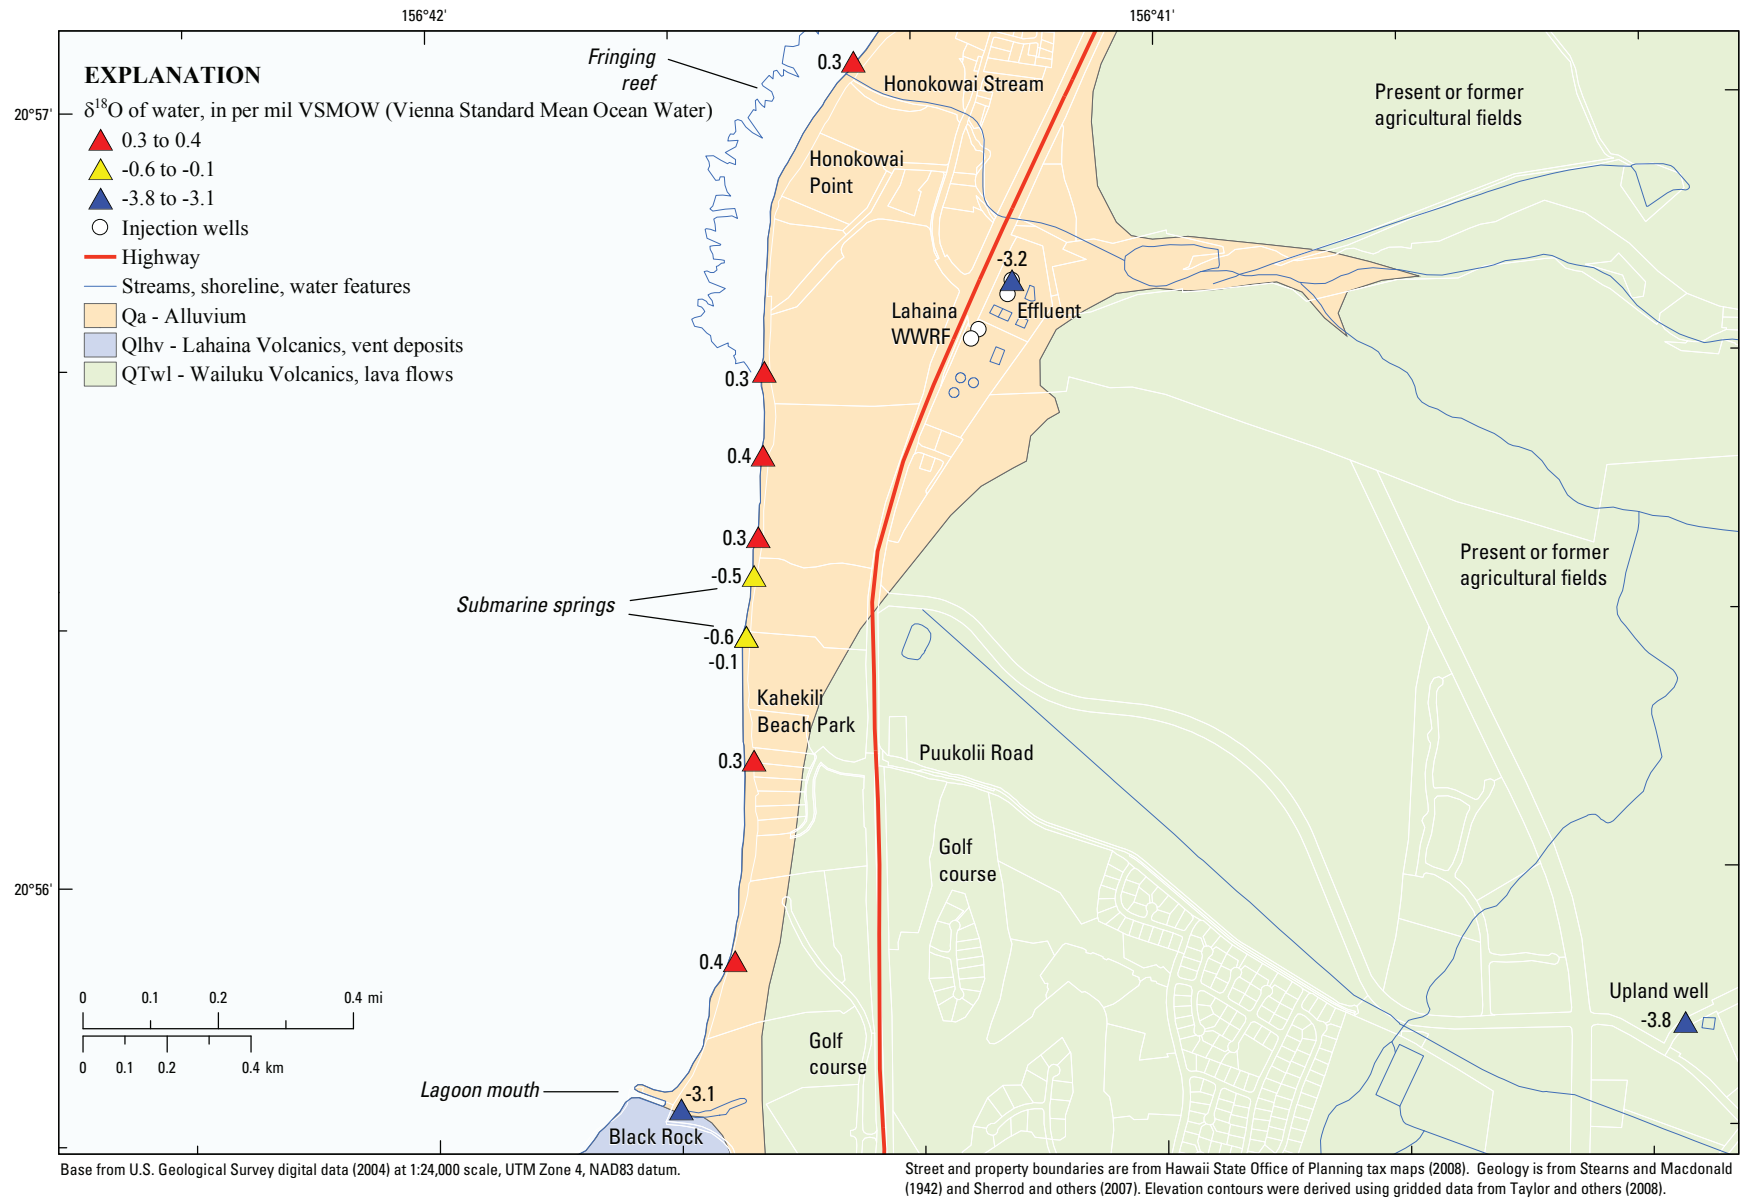 156°42'
156°41'
EXPLANATION
δ18O of water, in per mil VSMOW (Vienna Standard Mean Ocean Water)
0.3 to 0.4
-0.6 to -0.1
-3.8 to -3.1
Injection wells
Highway
Streams, shoreline, water features
Qa - Alluvium
Qlhv - Lahaina Volcanics, vent deposits
QTwl - Wailuku Volcanics, lava flows
20°57'
20°56'
Fringing
reef
0.3
Honokowai Stream
Present or former
agricultural fields
Honokowai
Point
-3.2
Lahaina
WWRF
Effluent
0.3
0.4
0.3
-0.5
Submarine springs
-0.6
-0.1
Present or former
agricultural fields
Kahekili
Beach Park
0.3
Puukolii Road
Golf
course
0.4
Upland well
-3.8
Golf
course
0 0.1 0.2 0.4 mi
0 0.1 0.2 0.4 km
Lagoon mouth
-3.1
Black Rock
Base from U.S. Geological Survey digital data (2004) at 1:24,000 scale, UTM Zone 4, NAD83 datum.
Street and property boundaries are from Hawaii State Office of Planning tax maps (2008). Geology is from Stearns and Macdonald
(1942) and Sherrod and others (2007). Elevation contours were derived using gridded data from Taylor and others (2008).